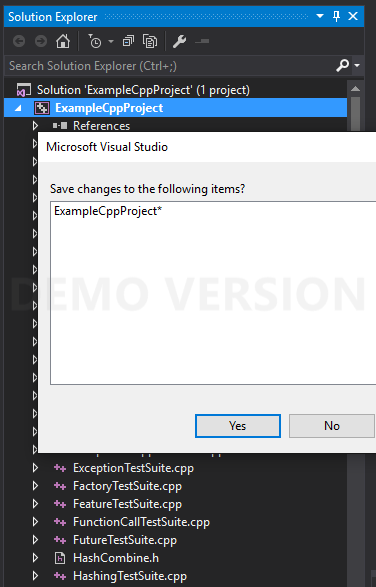 Solution Explorer
Search Solution Explorer (Ctrl+;)
Solution 'ExampleCppProject' (1 project)
ExampleCppProject
References
Microsoft Visual Studio
Save changes to the following items?
ExampleCppProject*
DEMO VERSION
Yes
No
ExceptionTestSuite.cpp
FactoryTestSuite.cpp
FeatureTestSuite.cpp
FunctionCallTestSuite.cpp
FutureTestSuite.cpp
HashCombine.h
HashingTestSuite.cpp